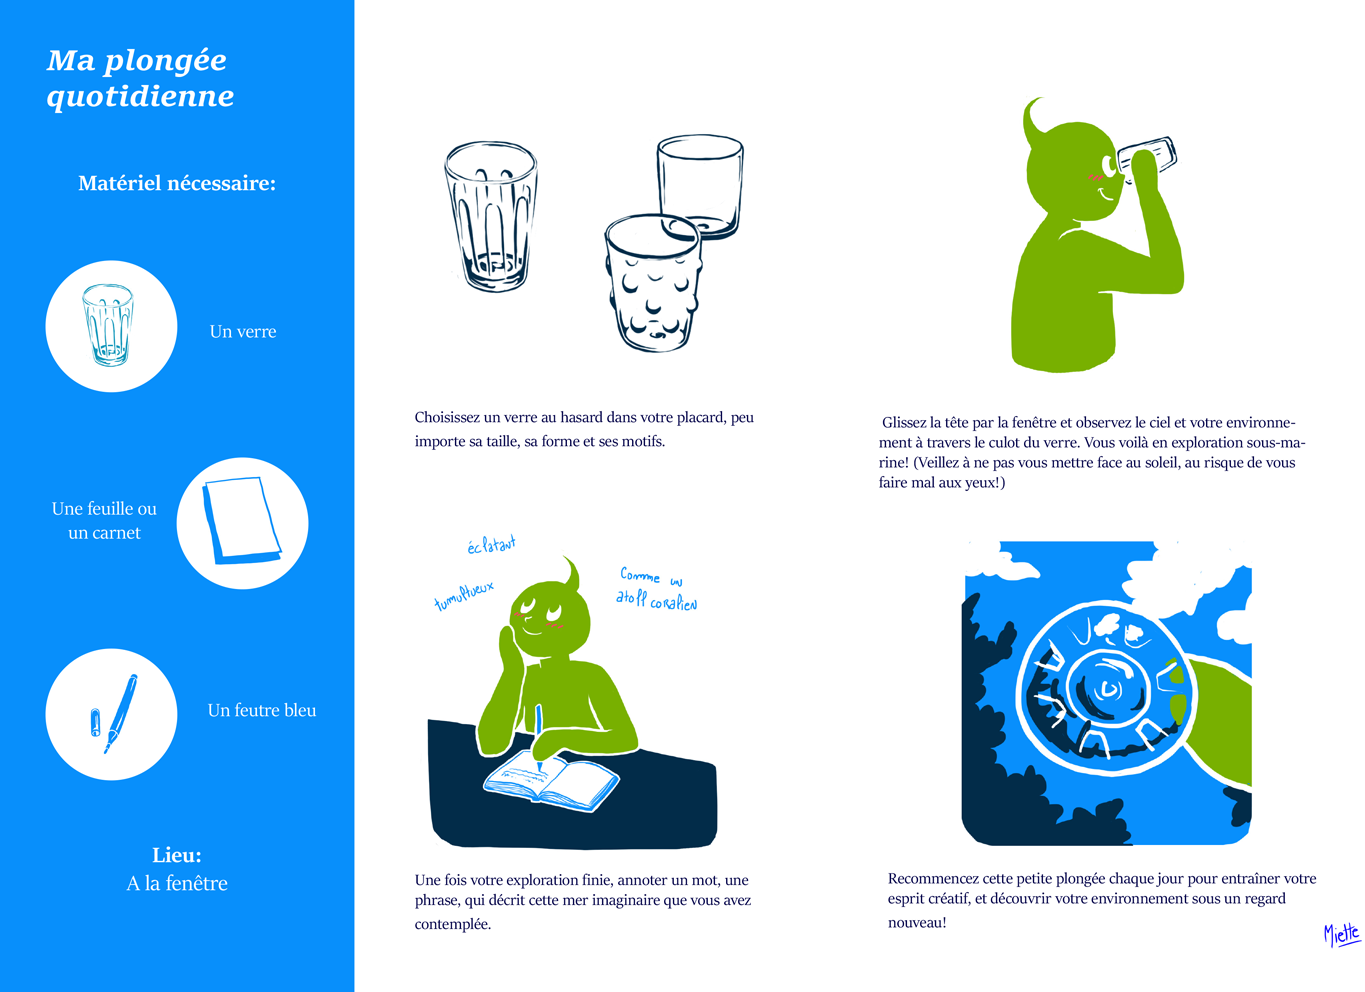 Ma plongée
quotidienne
Matériel nécessaire:
Un verre
Une feuille ou
un carnet
Un feutre bleu
Lieu:
A la fenêtre
Choisissez un verre au hasard dans votre placard, peu
importe sa taille, sa forme et ses motifs.
Glissez la tête par la fenêtre et observez le ciel et votre environne-
ment à travers le culot du verre. Vous voilà en exploration sous-ma-
rine! (Veillez à ne pas vous mettre face au soleil, au risque de vous
faire mal aux yeux!)
éclatant
tumultueux
Comme un
atoll coralien
Une fois votre exploration finie, annoter un mot, une
phrase, qui décrit cette mer imaginaire que vous avez
contemplée.
Recommencez cette petite plongée chaque jour pour entraîner votre
esprit créatif, et découvrir votre environnement sous un regard
nouveau!
Miette